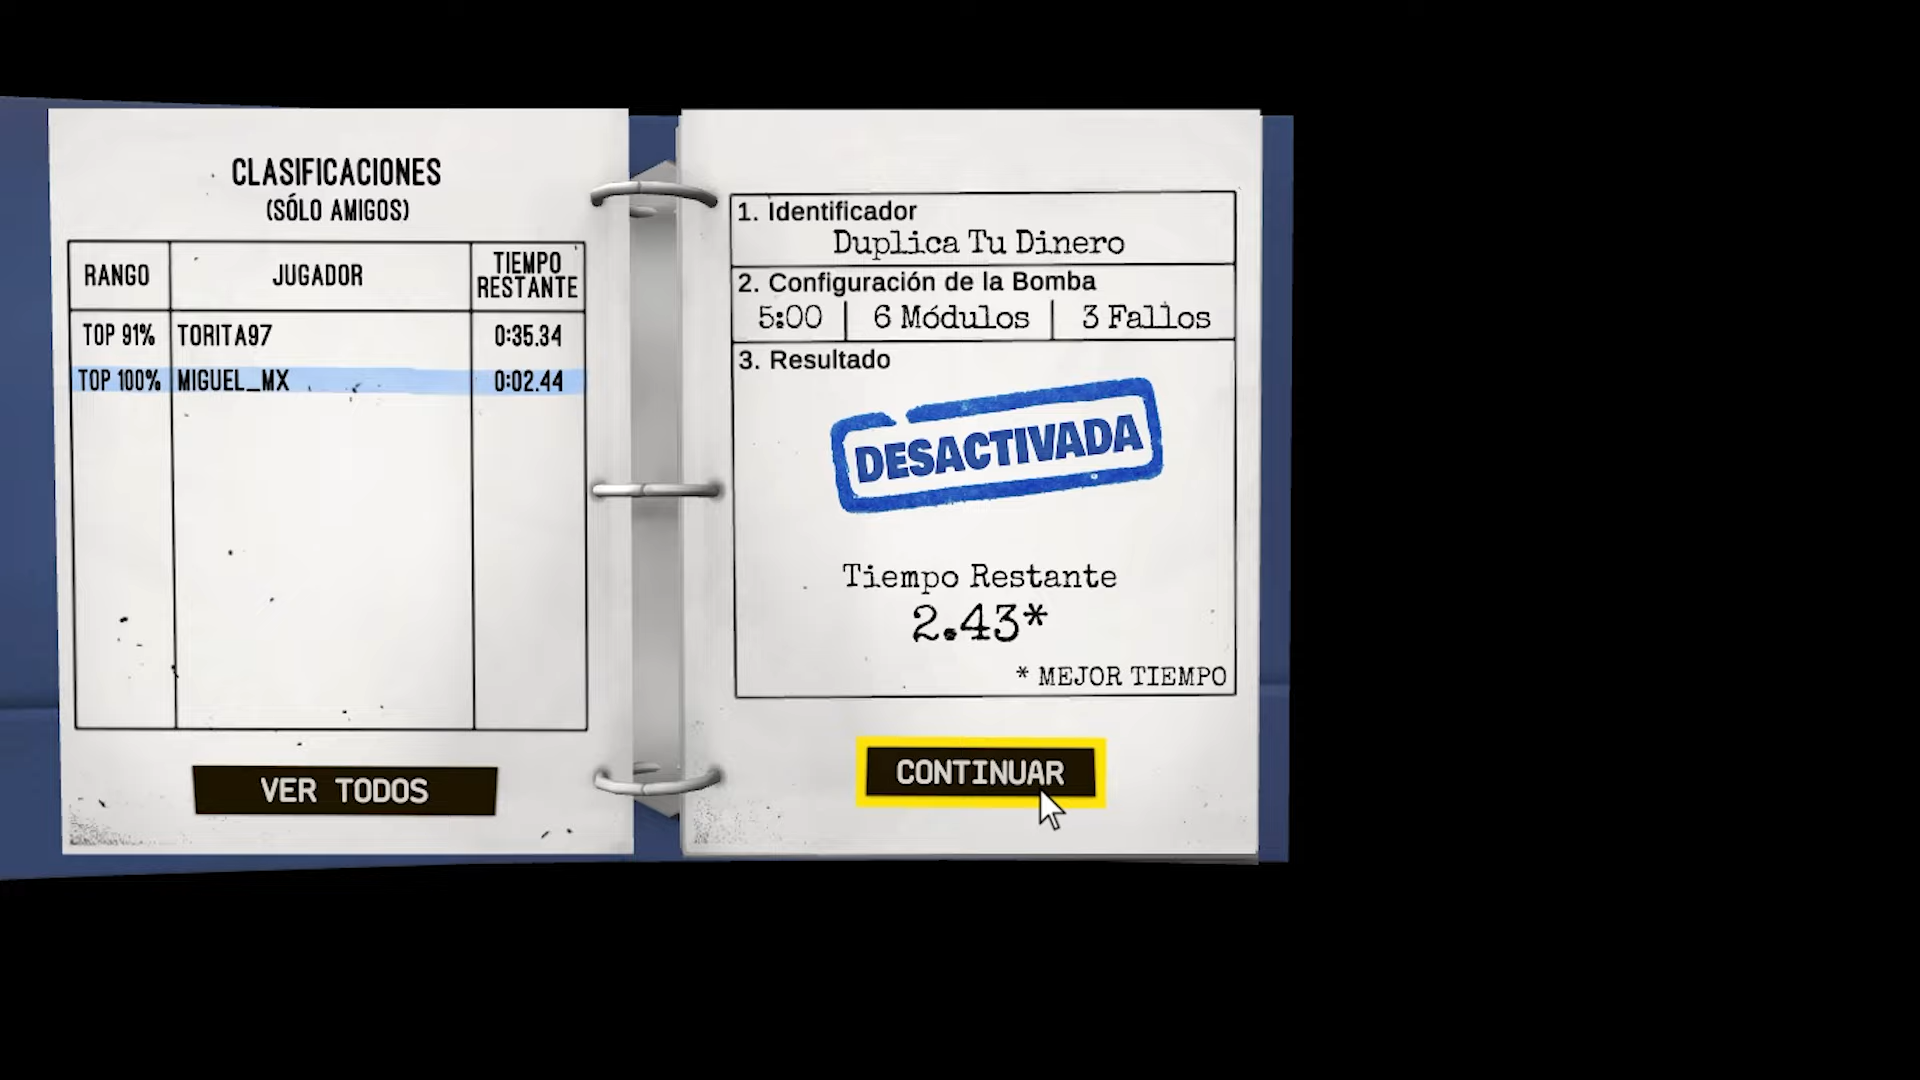 CLASIFICACIONES
(SÓLO AMIGOS)
RANGO JUGADOR TIEMPO RESTANTE
TOP 91% TORITA97 0:35.34
TOP 100% MIGUEL_MX 0:02.44
VER TODOS
1. Identificador
Duplica Tu Dinero
2. Configuración de la Bomba
5:00 | 6 Módulos | 3 Fallos
3. Resultado
DESACTIVADA
Tiempo Restante
2.43*
* MEJOR TIEMPO
CONTINUAR